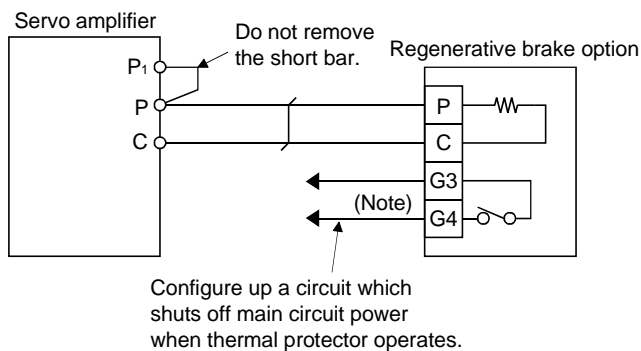 Servo amplifier
Do not remove
the short bar.
Regenerative brake option
P₁
P
C
P
C
G3
G4
(Note)
Configure up a circuit which
shuts off main circuit power
when thermal protector operates.